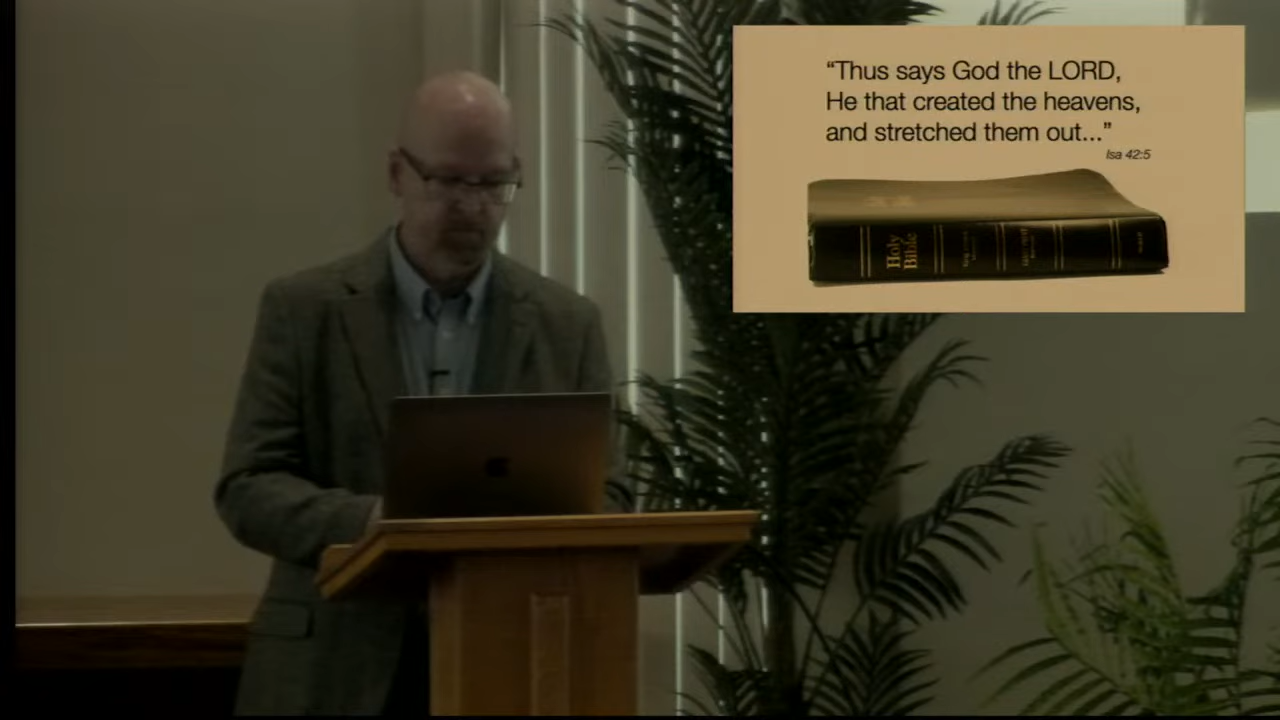 “Thus says God the LORD,
He that created the heavens,
and stretched them out...”
Isa 42:5
Holy
Bible